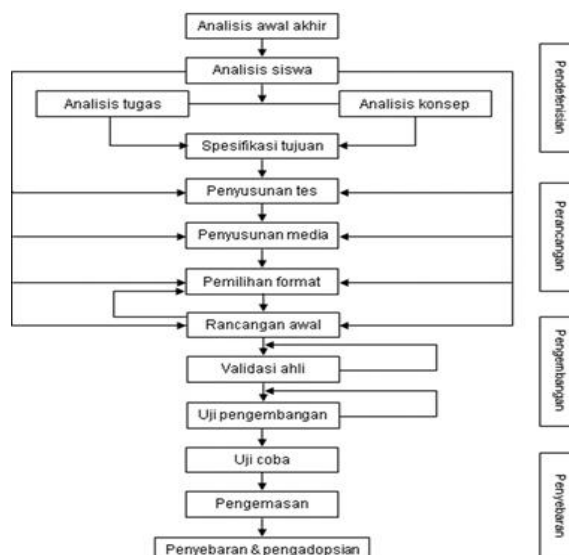 Analisis awal akhir
Analisis siswa
Analisis tugas
Analisis konsep
Spesifikasi tujuan
Penyusunan tes
Penyusunan media
Pemilihan format
Rancangan awal
Validasi ahli
Uji pengembangan
Uji coba
Pengemasan
Penyebaran & pengadopsian
Pendefenisian
Perancangan
Pengembangan
Penyebaran